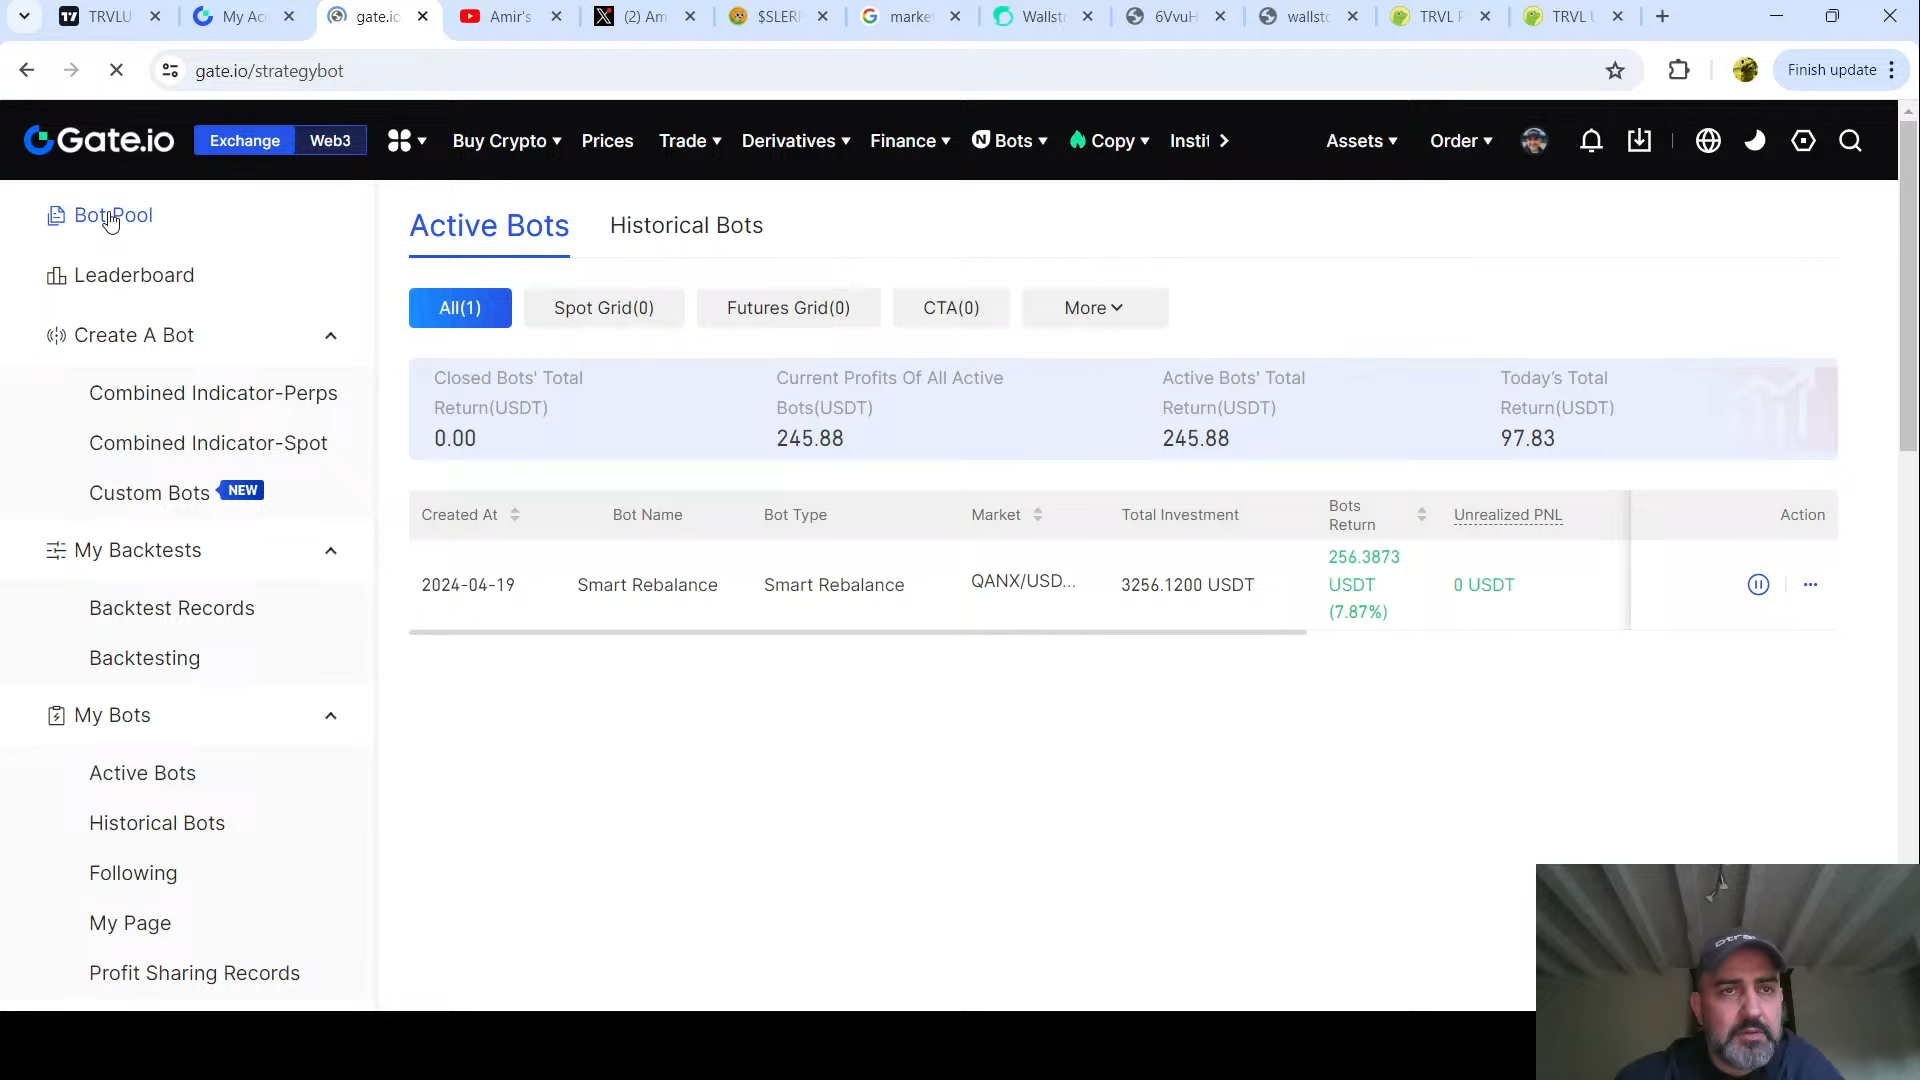 TRVLU
My Ac
gate.io
Amir's
(2) Am
$SLERF
marke
Wallstr
6VvuH
wallst
TRVL F
TRVL U
gate.io/strategybot
Finish update
Gate.io
Exchange
Web3
Buy Crypto
Prices
Trade
Derivatives
Finance
Bots
Copy
Instit
Assets
Order
Bot Pool
Leaderboard
Create A Bot
Combined Indicator-Perps
Combined Indicator-Spot
Custom Bots NEW
My Backtests
Backtest Records
Backtesting
My Bots
Active Bots
Historical Bots
Following
My Page
Profit Sharing Records
Active Bots
Historical Bots
All(1)
Spot Grid(0)
Futures Grid(0)
CTA(0)
More
Closed Bots' Total
Return(USDT)
0.00
Current Profits Of All Active
Bots(USDT)
245.88
Active Bots' Total
Return(USDT)
245.88
Today's Total
Return(USDT)
97.83
Created At
Bot Name
Bot Type
Market
Total Investment
Bots
Return
Unrealized PNL
Action
2024-04-19
Smart Rebalance
Smart Rebalance
QANX/USD...
3256.1200 USDT
256.3873
USDT
(7.87%)
0 USDT